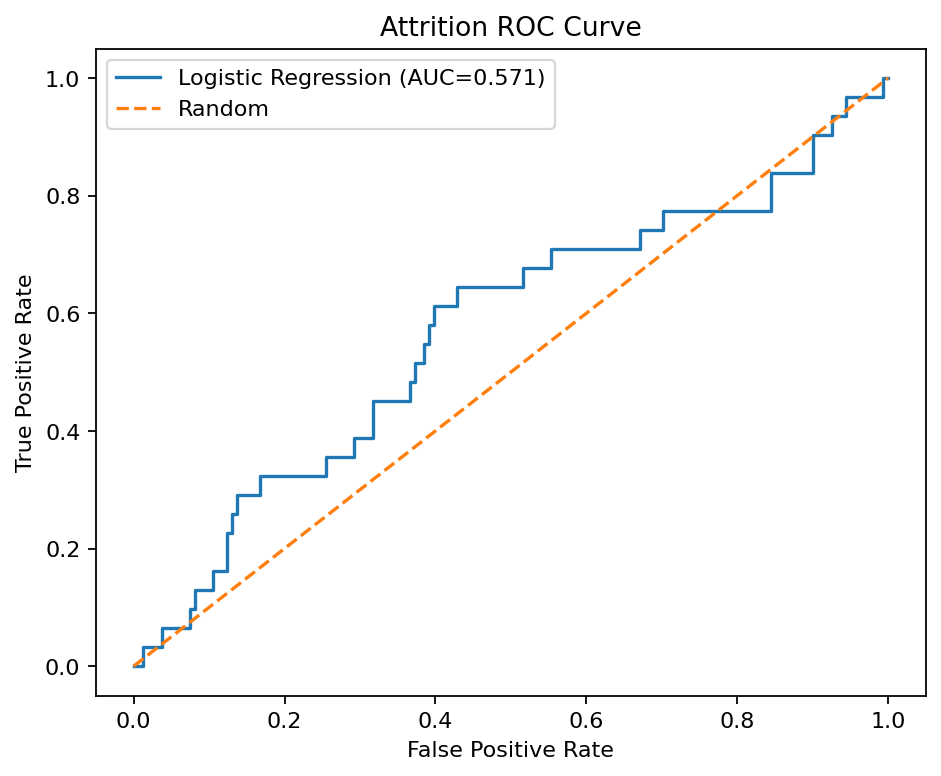 Attrition ROC Curve
Logistic Regression (AUC=0.571)
Random
True Positive Rate
1.0
0.8
0.6
0.4
0.2
0.0
0.0 0.2 0.4 0.6 0.8 1.0
False Positive Rate